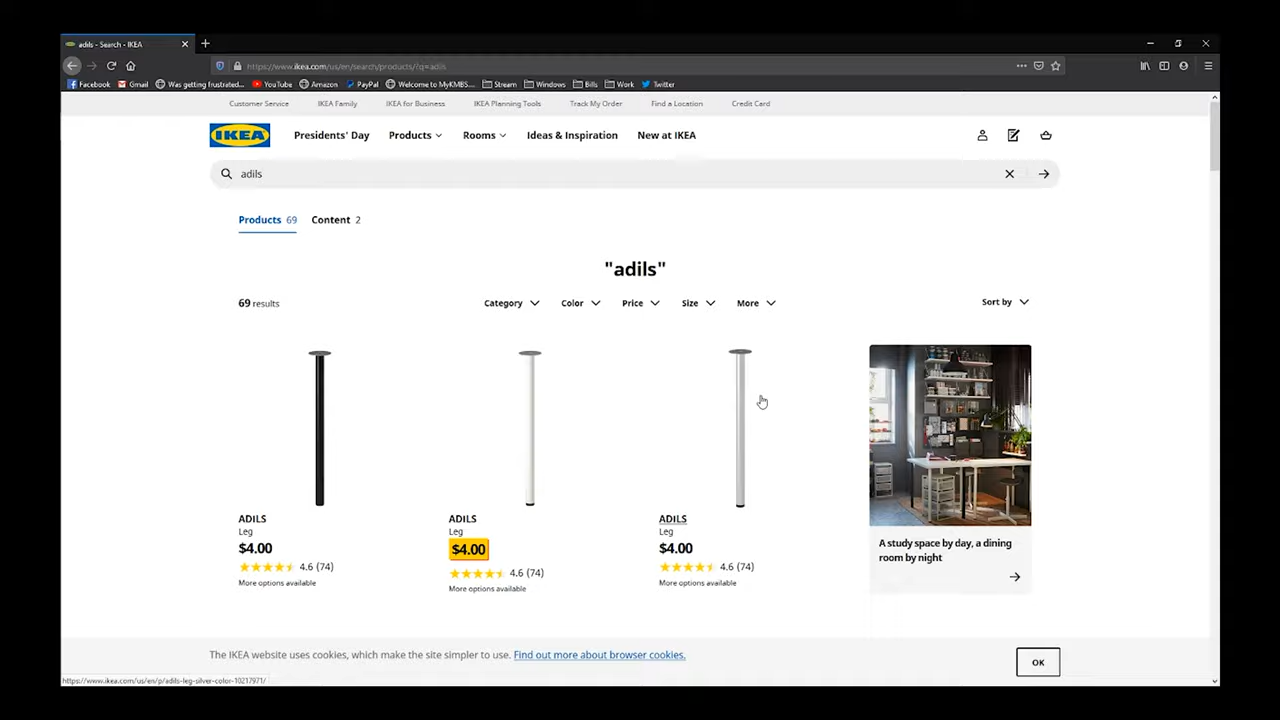 adils - Search - IKEA
https://www.ikea.com/us/en/search/products/?q=adils
Facebook Gmail Was getting frustrated... YouTube Amazon PayPal Welcome to MyKMBS... Stream Windows Bills Work Twitter
Customer Service IKEA Family IKEA for Business IKEA Planning Tools Track My Order Find a Location Credit Card
IKEA Presidents' Day Products Rooms Ideas & Inspiration New at IKEA
adils
Products 69 Content 2
"adils"
69 results Category Color Price Size More Sort by
ADILS
Leg
$4.00
4.6 (74)
More options available
ADILS
Leg
$4.00
4.6 (74)
More options available
ADILS
Leg
$4.00
4.6 (74)
More options available
A study space by day, a dining
room by night
The IKEA website uses cookies, which make the site simpler to use. Find out more about browser cookies.
OK
https://www.ikea.com/us/en/p/adils-leg-silver-color-10217971/